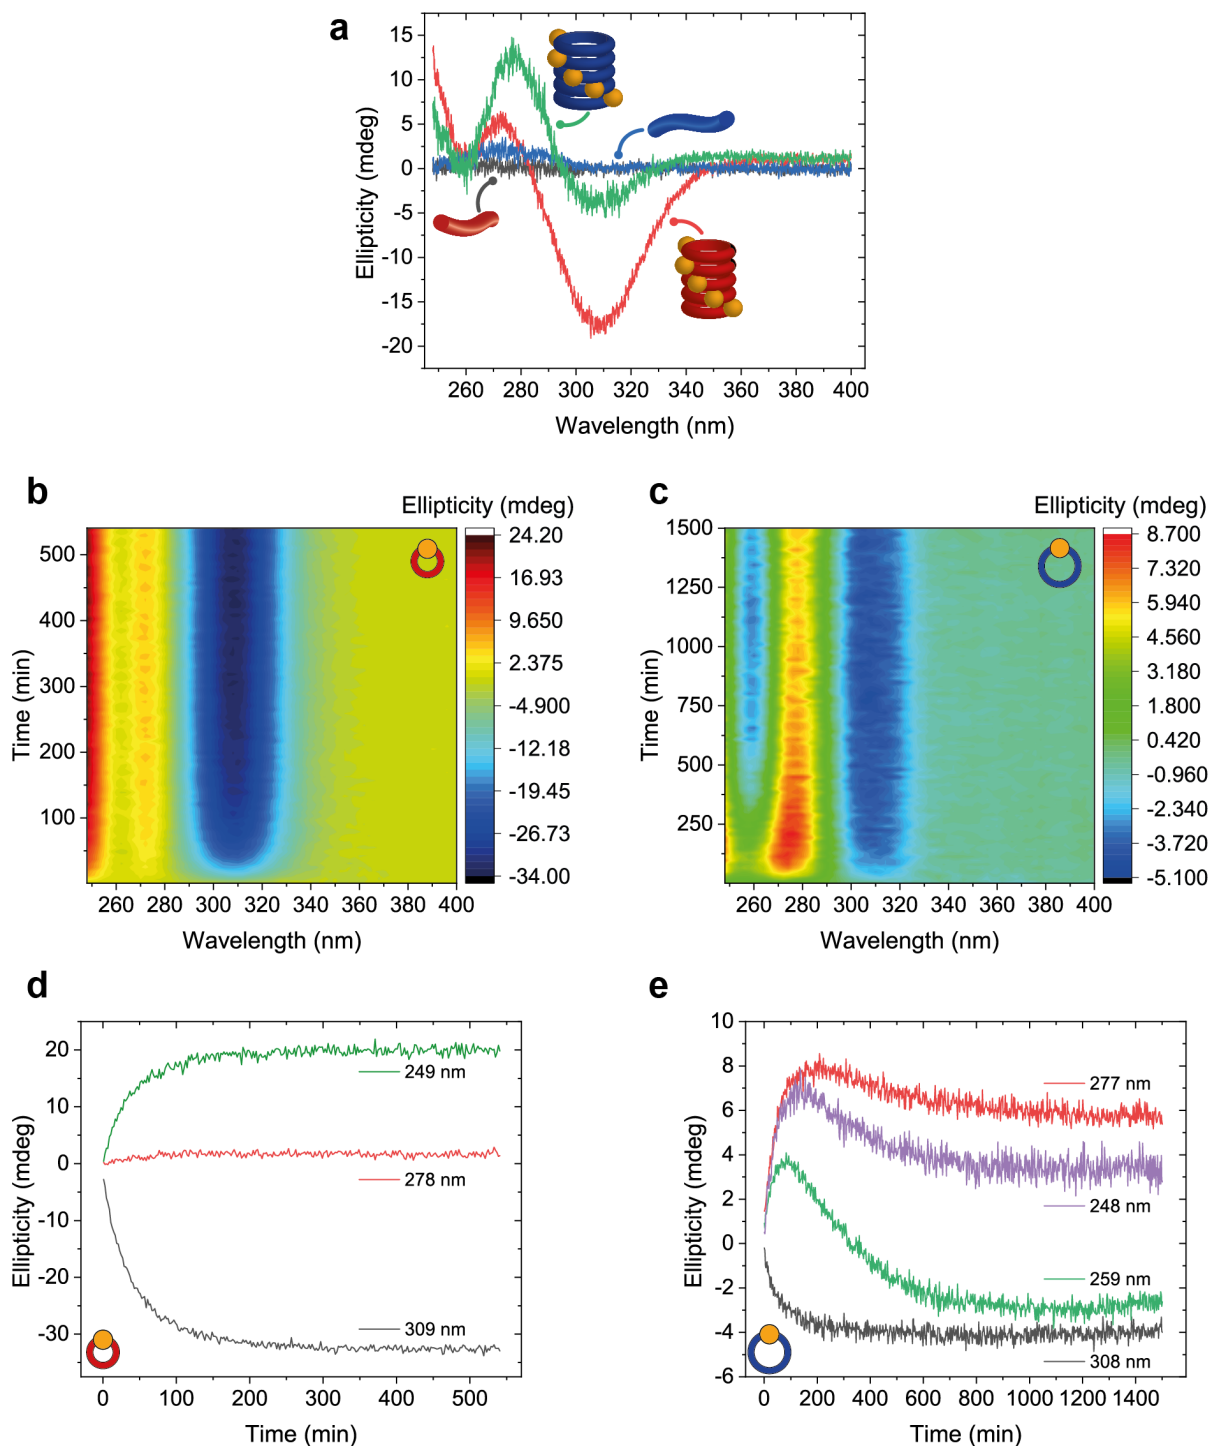 a
15
10
5
0
-5
-10
-15
-20
Ellipticity (mdeg)
260 280 300 320 340 360 380 400
Wavelength (nm)
b
Ellipticity (mdeg)
500
400
300
200
100
Time (min)
260 280 300 320 340 360 380 400
Wavelength (nm)
24.20
16.93
9.650
2.375
-4.900
-12.18
-19.45
-26.73
-34.00
c
Ellipticity (mdeg)
1500
1250
1000
750
500
250
Time (min)
260 280 300 320 340 360 380 400
Wavelength (nm)
8.700
7.320
5.940
4.560
3.180
1.800
0.420
-0.960
-2.340
-3.720
-5.100
d
20
10
0
-10
-20
-30
Ellipticity (mdeg)
249 nm
278 nm
309 nm
0 100 200 300 400 500
Time (min)
e
10
8
6
4
2
0
-2
-4
-6
Ellipticity (mdeg)
277 nm
248 nm
259 nm
308 nm
0 200 400 600 800 1000 1200 1400
Time (min)